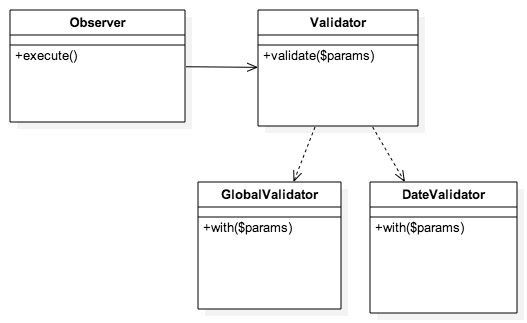 Observer
+execute()
Validator
+validate($params)
GlobalValidator
+with($params)
DateValidator
+with($params)